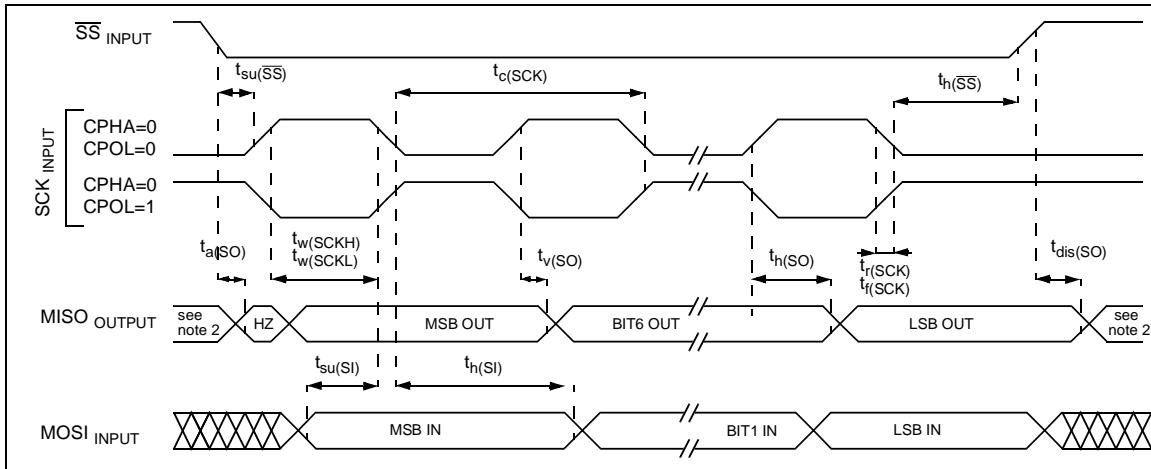 SS INPUT
tsu(SS)
tc(SCK)
th(SS)
SCK INPUT
CPHA=0
CPOL=0
CPHA=0
CPOL=1
ta(SO)
tw(SCKH)
tw(SCKL)
tv(SO)
th(SO)
tr(SCK)
tf(SCK)
tdis(SO)
MISO OUTPUT
see note 2
HZ
MSB OUT
BIT6 OUT
LSB OUT
see note 2
tsu(SI)
th(SI)
MOSI INPUT
MSB IN
BIT1 IN
LSB IN